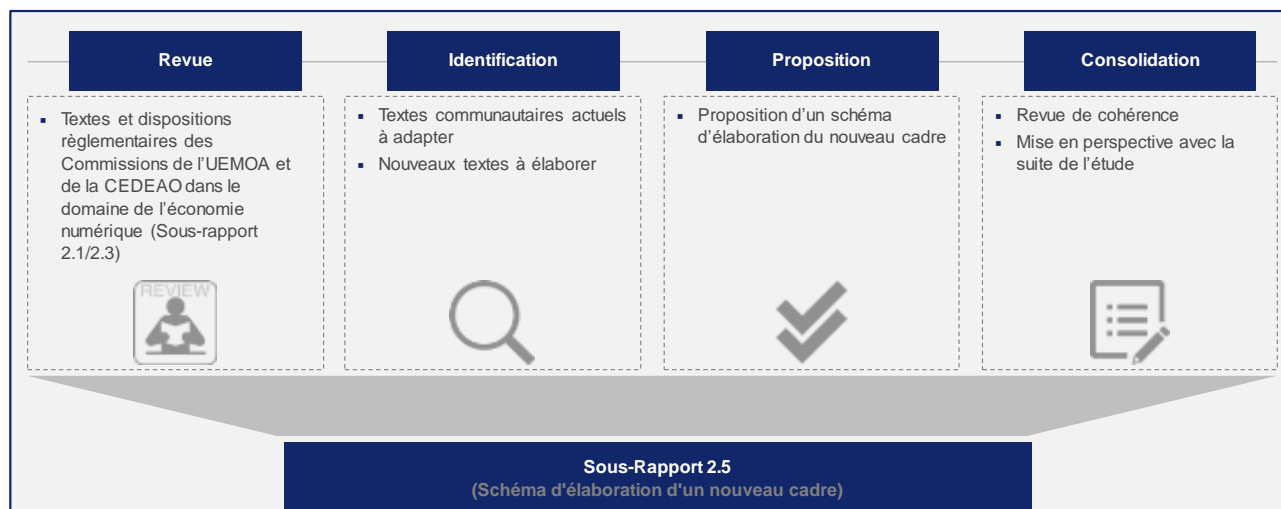 Revue
Identification
Proposition
Consolidation
▪ Textes et dispositions
règlementaires des
Commissions de l’UEMOA et
de la CEDEAO dans le
domaine de l’économie
numérique (Sous-rapport
2.1/2.3)
REVIEW
▪ Textes communautaires actuels
à adapter
▪ Nouveaux textes à élaborer
▪ Proposition d’un schéma
d’élaboration du nouveau cadre
▪ Revue de cohérence
▪ Mise en perspective avec la
suite de l’étude
Sous-Rapport 2.5
(Schéma d'élaboration d'un nouveau cadre)